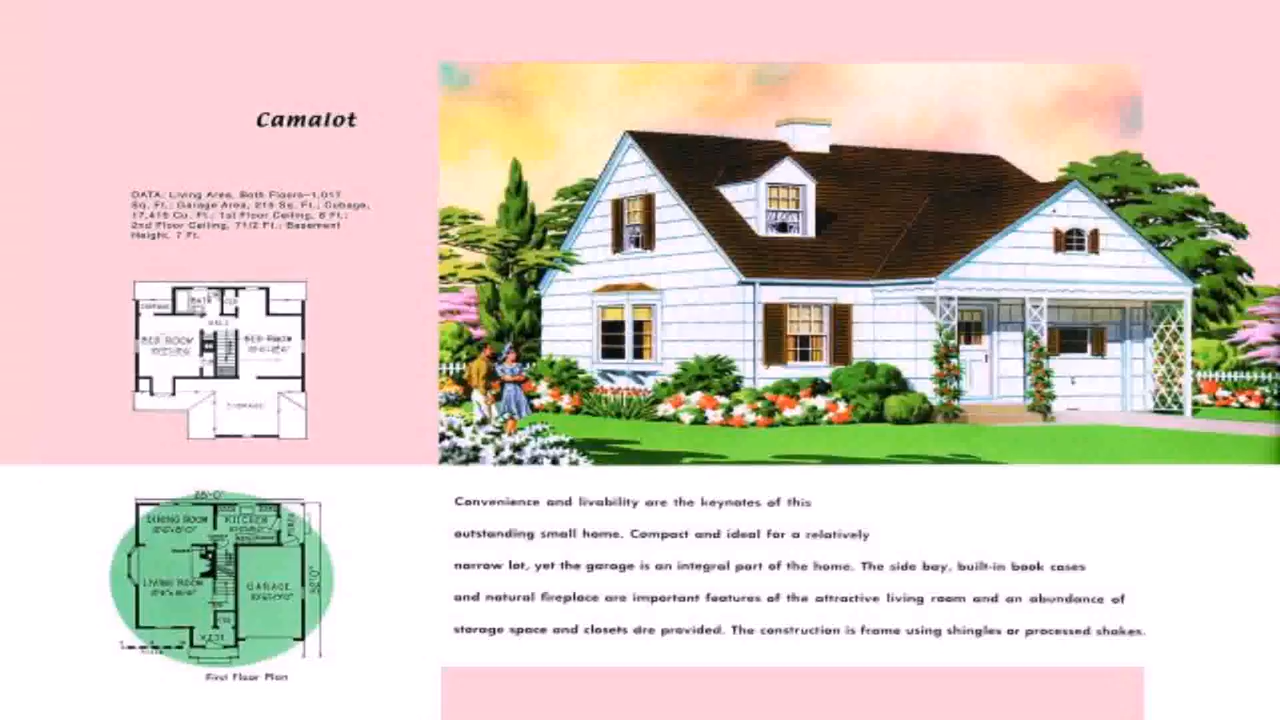 Camalot
DATA: Living Area, Both Floors—1,017
Sq. Ft.; Garage Area, 215 Sq. Ft.; Cubage,
17,415 Cu. Ft.; 1st Floor Ceiling, 8 Ft.;
2nd Floor Ceiling, 71/2 Ft.; Basement
Height, 7 Ft.
BATH
HALL
BED ROOM
BED ROOM
STORAGE
Convenience and livability are the keynotes of this
outstanding small home. Compact and ideal for a relatively
narrow lot, yet the garage is an integral part of the home. The side bay, built-in book cases
and natural fireplace are important features of the attractive living room and an abundance of
storage space and closets are provided. The construction is frame using shingles or processed shakes.
28'-0"
DINING ROOM
KITCHEN
LIVING ROOM
GARAGE
VEST
First Floor Plan